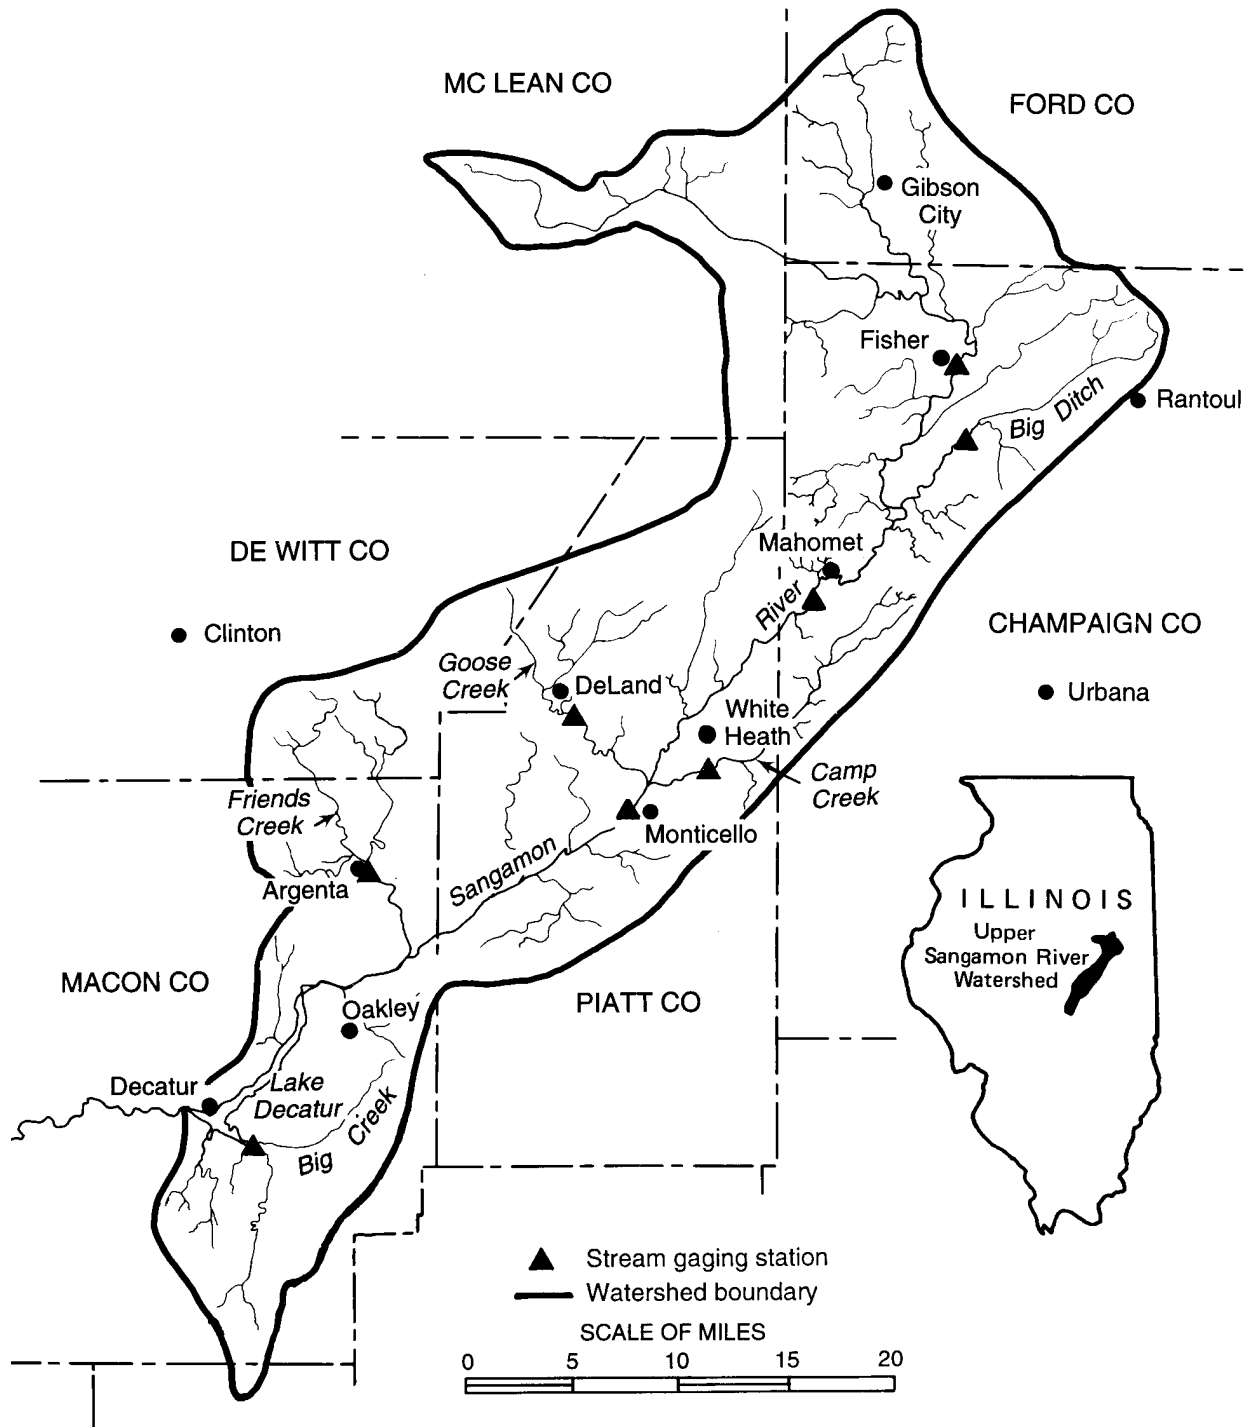 MC LEAN CO
FORD CO
Gibson
City
Fisher
Rantoul
Big Ditch
DE WITT CO
Mahomet
River
Clinton
CHAMPAIGN CO
Goose
Creek
DeLand
Urbana
White
Heath
Camp
Creek
Friends
Creek
Monticello
Argenta
Sangamon
ILLINOIS
Upper
Sangamon River
Watershed
MACON CO
Oakley
PIATT CO
Decatur
Lake
Decatur
Big Creek
Stream gaging station
Watershed boundary
SCALE OF MILES
0 5 10 15 20